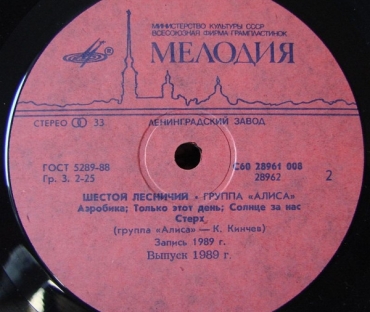 МИНИСТЕРСТВО КУЛЬТУРЫ СССР
ВСЕСОЮЗНАЯ ФИРМА ГРАМПЛАСТИНОК
МЕЛОДИЯ
СТЕРЕО 33
ЛЕНИНГРАДСКИЙ ЗАВОД
ГОСТ 5289-88
Гр. 3. 2-25
С60 28961 008
28962
2
ШЕСТОЙ ЛЕСНИЧИЙ • ГРУППА «АЛИСА»
Аэробика; Только этот день; Солнце за нас
Стерх
(группа «Алиса» — К. Кинчев)
Запись 1989 г.
Выпуск 1989 г.